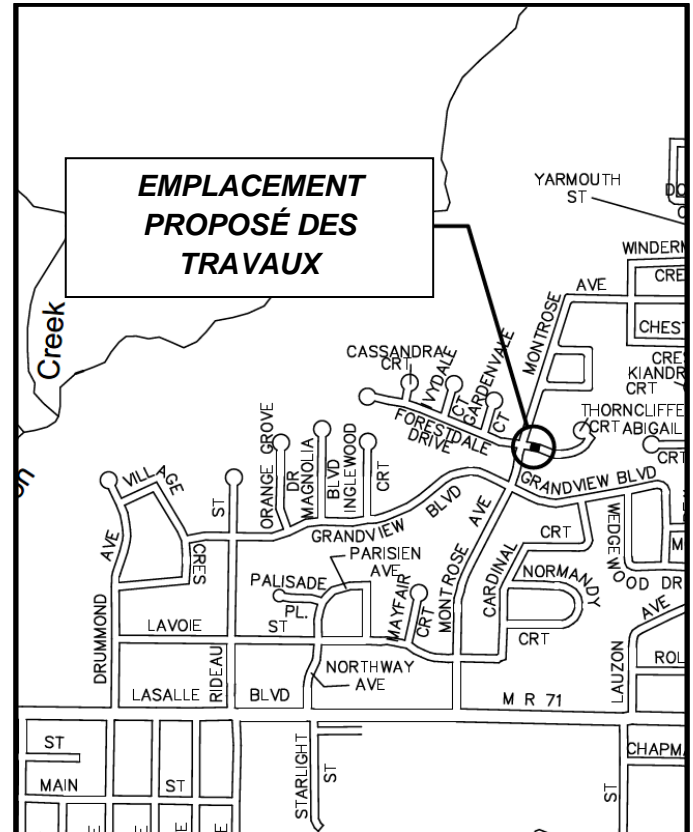 EMPLACEMENT
PROPOSÉ DES
TRAVAUX
YARMOUTH
ST
WINDERM
CRE
AVE
CHEST
MONTROSE
Creek
CASSANDRA
CRT
IVYDALE
CT
GARDENVALE
CT
FORESTDALE
DRIVE
CRES
KIANDR
CRT
THORNCLIFFE
CRT
ABIGAIL
CRT
GRANDVIEW BLVD
VILLAGE
CRES
ST
ORANGE GROVE
DR
MAGNOLIA
BLVD
INGLEWOOD
CRT
GRANDVIEW
BLVD
AVE
MONTROSE
PARISIEN
AVE
PALISADE
PL.
MAYFAIR
CRT
CARDINAL
CRT
NORMANDY
CRT
WEDGEWOOD DR
AVE
DRUMMOND
AVE
LAVOIE
ST
RIDEAU
NORTHWAY
AVE
LASALLE
BLVD
M R 71
LAUZON
ST
ROL
CHAPM
ST
MAIN
ST
STARLIGHT
ST